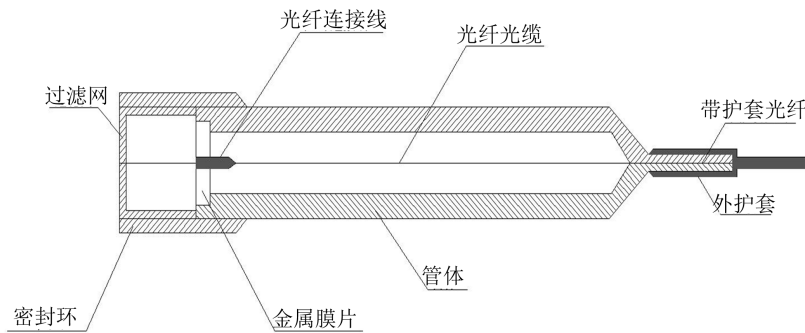 光纤连接线
光纤光缆
过滤网
带护套光纤
外护套
管体
密封环
金属膜片